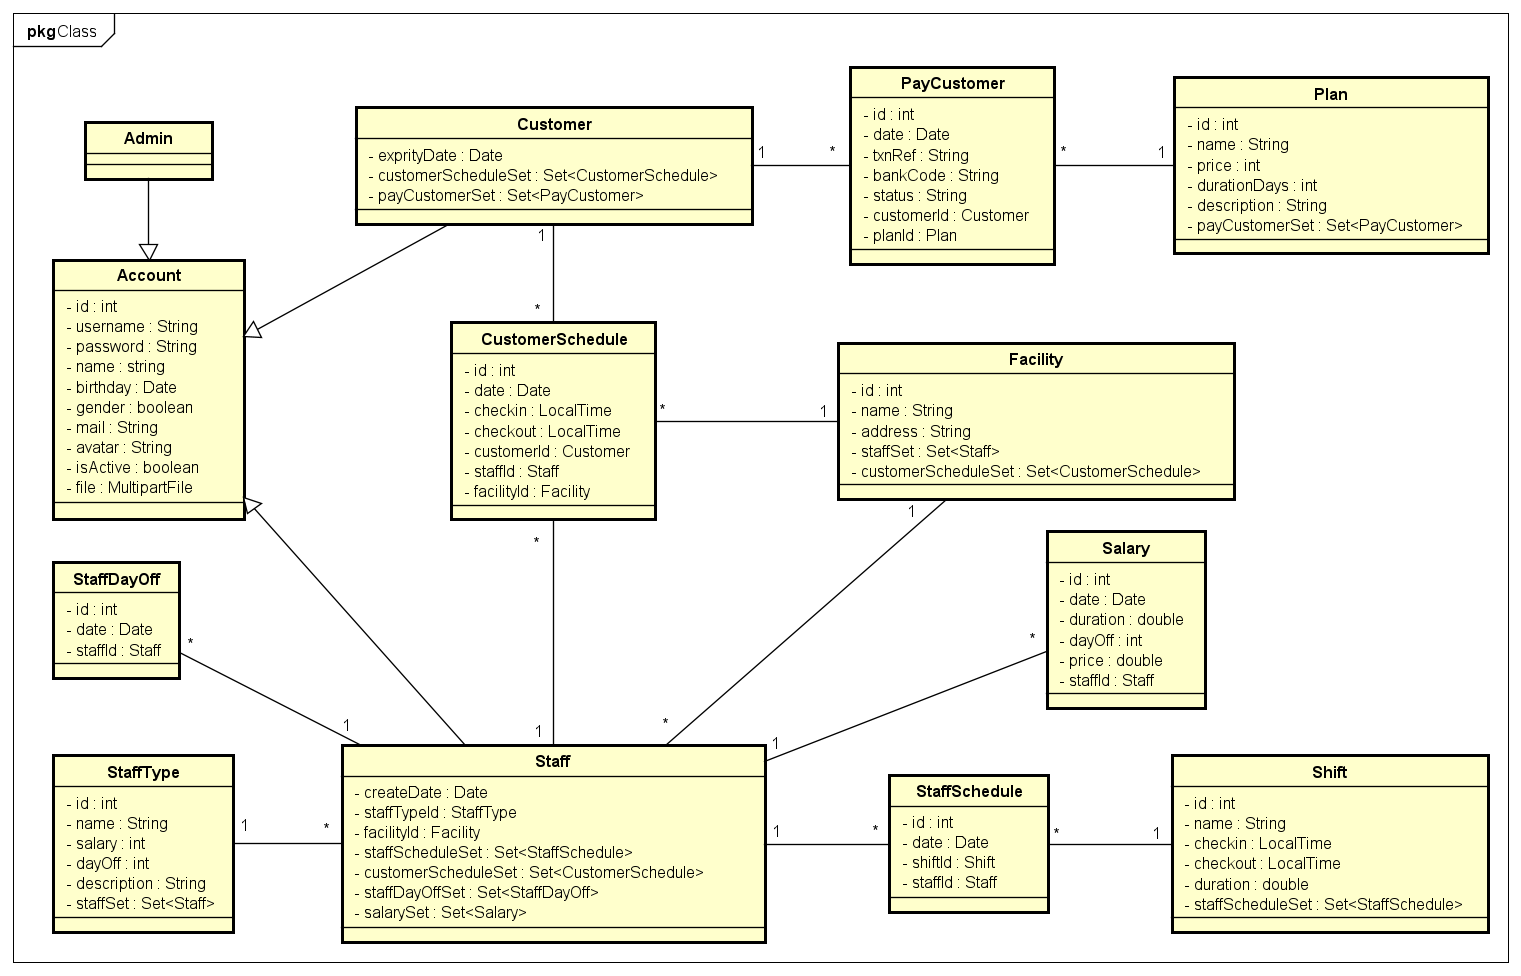 pkgClass
Admin
Customer
- exprityDate : Date
- customerScheduleSet : Set<CustomerSchedule>
- payCustomerSet : Set<PayCustomer>
1
*
PayCustomer
- id : int
- date : Date
- txnRef : String
- bankCode : String
- status : String
- customerId : Customer
- planId : Plan
*
1
Plan
- id : int
- name : String
- price : int
- durationDays : int
- description : String
- payCustomerSet : Set<PayCustomer>
1
*
Account
- id : int
- username : String
- password : String
- name : string
- birthday : Date
- gender : boolean
- mail : String
- avatar : String
- isActive : boolean
- file : MultipartFile
CustomerSchedule
- id : int
- date : Date
- checkin : LocalTime
- checkout : LocalTime
- customerId : Customer
- staffId : Staff
- facilityId : Facility
*
1
Facility
- id : int
- name : String
- address : String
- staffSet : Set<Staff>
- customerScheduleSet : Set<CustomerSchedule>
*
1
1
*
StaffDayOff
- id : int
- date : Date
- staffId : Staff
*
1
Salary
- id : int
- date : Date
- duration : double
- dayOff : int
- price : double
- staffId : Staff
*
1
StaffType
- id : int
- name : String
- salary : int
- dayOff : int
- description : String
- staffSet : Set<Staff>
1
*
Staff
- createDate : Date
- staffTypeId : StaffType
- facilityId : Facility
- staffScheduleSet : Set<StaffSchedule>
- customerScheduleSet : Set<CustomerSchedule>
- staffDayOffSet : Set<StaffDayOff>
- salarySet : Set<Salary>
1
*
StaffSchedule
- id : int
- date : Date
- shiftId : Shift
- staffId : Staff
*
1
Shift
- id : int
- name : String
- checkin : LocalTime
- checkout : LocalTime
- duration : double
- staffScheduleSet : Set<StaffSchedule>